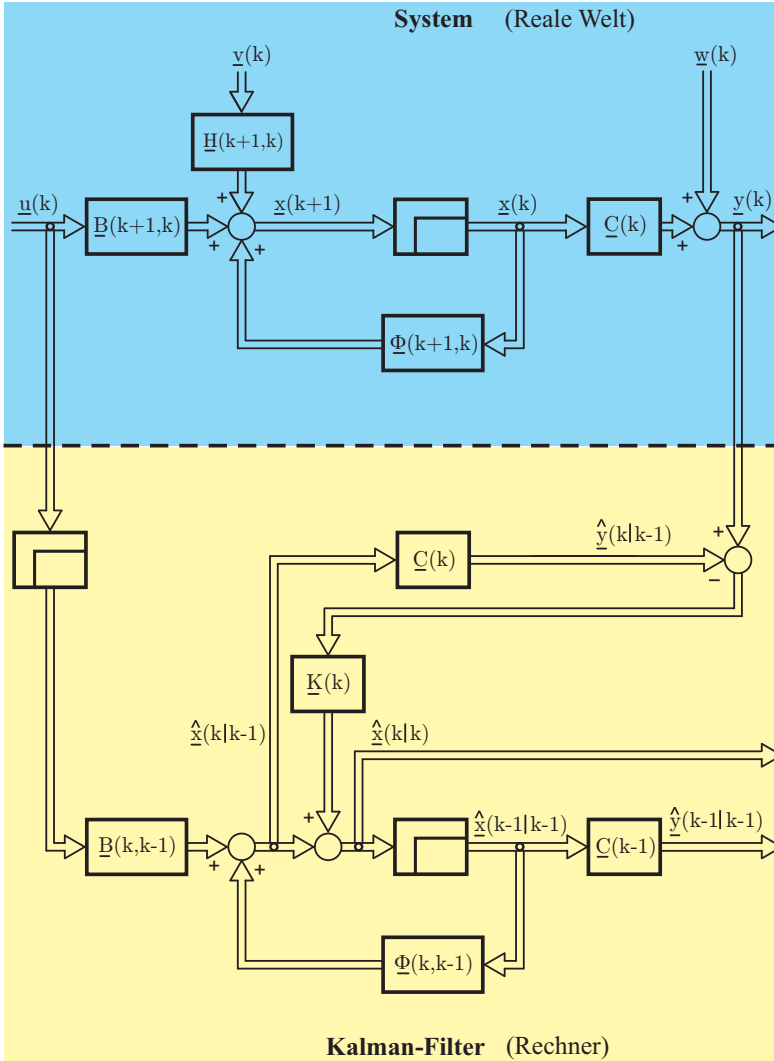 System (Reale Welt)
v(k)
w(k)
H(k+1,k)
+
+
u(k)
B(k+1,k)
+
+
x(k+1)
x(k)
C(k)
+
y(k)
Φ(k+1,k)
C(k)
ŷ(k|k-1)
+
−
K(k)
x̂(k|k-1)
x̂(k|k)
+
B(k,k-1)
+
+
+
x̂(k-1|k-1)
C(k-1)
ŷ(k-1|k-1)
Φ(k,k-1)
Kalman-Filter (Rechner)